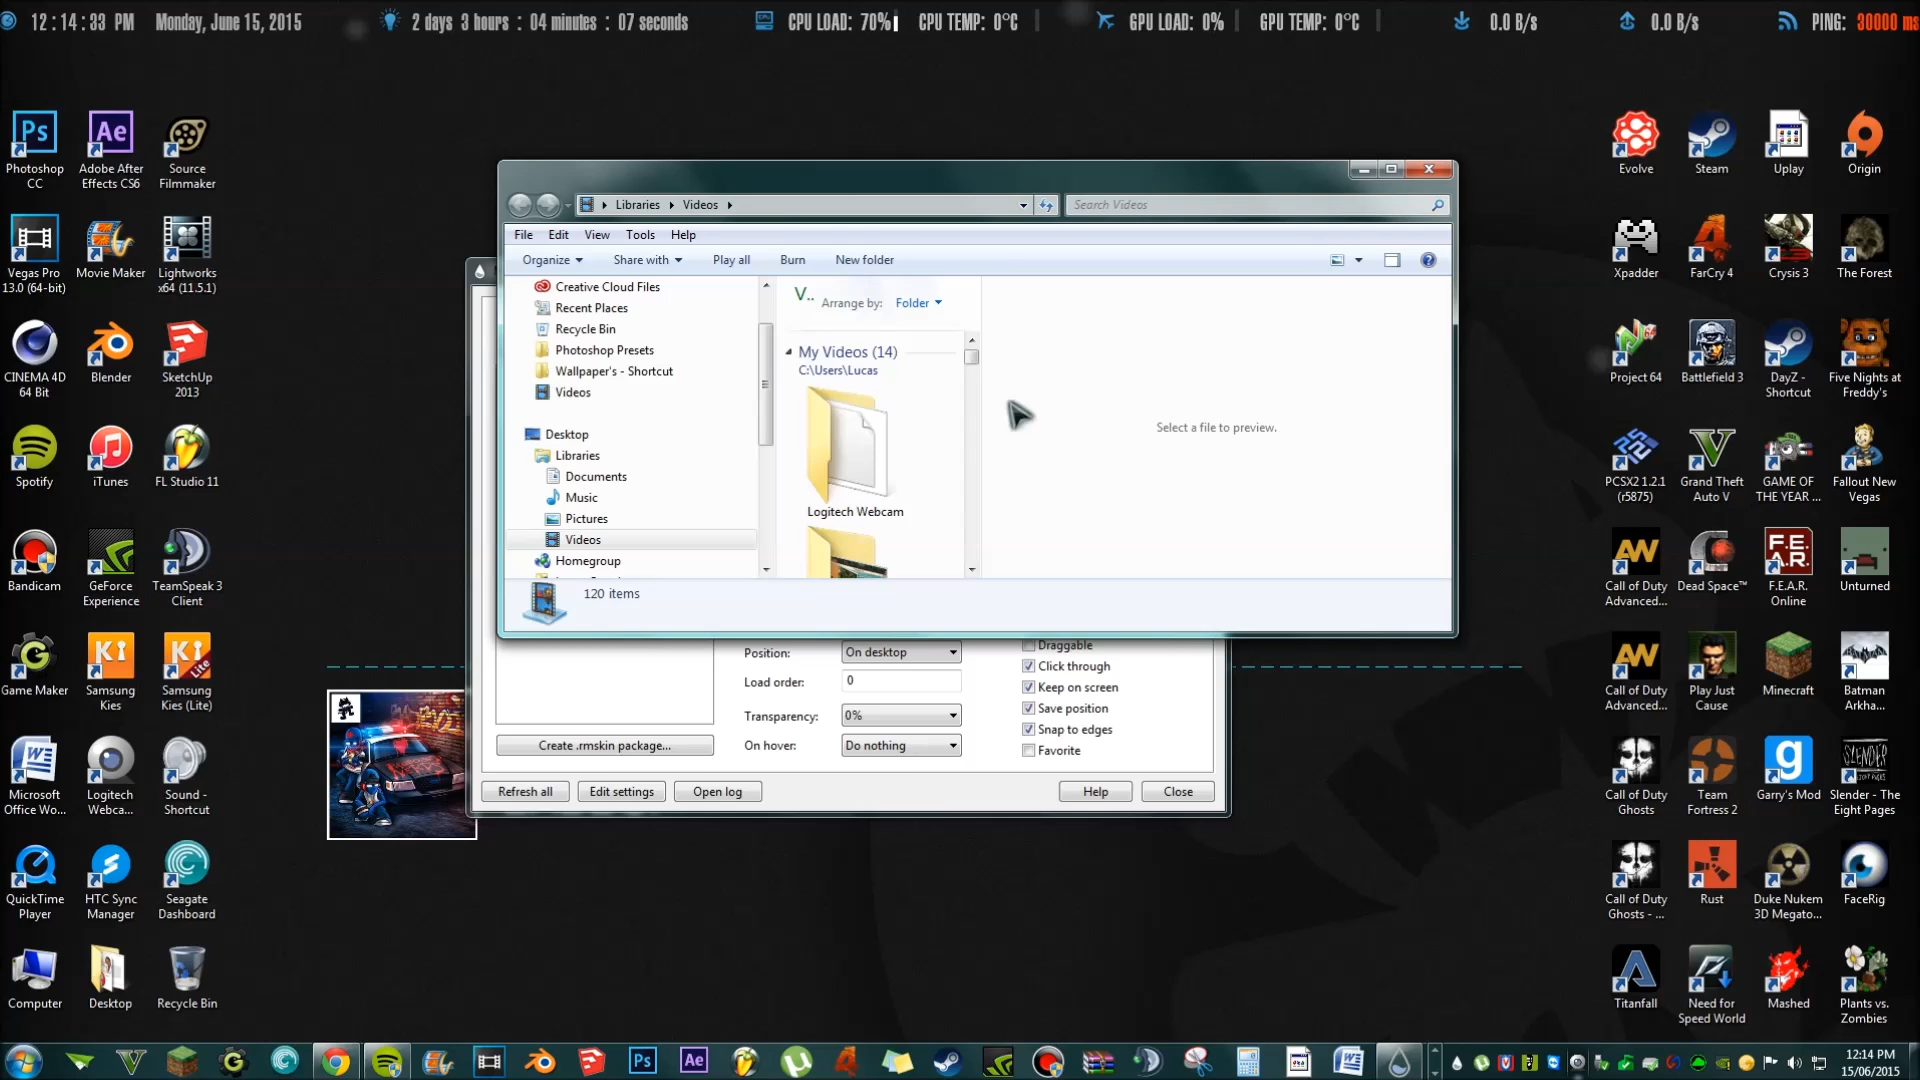 12:14:33 PM Monday, June 15, 2015 2 days 3 hours : 04 minutes : 07 seconds CPU LOAD: 70% CPU TEMP: 0°C GPU LOAD: 0% GPU TEMP: 0°C 0.0 B/s 0.0 B/s PING: 30000 ms
Photoshop CC
Adobe After Effects CS6
Source Filmmaker
Vegas Pro 13.0 (64-bit)
Movie Maker
Lightworks x64 (11.5.1)
CINEMA 4D 64 Bit
Blender
SketchUp 2013
Spotify
iTunes
FL Studio 11
Bandicam
GeForce Experience
TeamSpeak 3 Client
Game Maker
Samsung Kies
Samsung Kies (Lite)
Microsoft Office Wo...
Logitech Webca...
Sound - Shortcut
QuickTime Player
HTC Sync Manager
Seagate Dashboard
Computer
Desktop
Recycle Bin
Libraries Videos
Search Videos
File Edit View Tools Help
Organize Share with Play all Burn New folder
Creative Cloud Files
Recent Places
Recycle Bin
Photoshop Presets
Wallpaper's - Shortcut
Videos
Desktop
Libraries
Documents
Music
Pictures
Videos
Homegroup
V.. Arrange by: Folder
My Videos (14)
C:\Users\Lucas
Logitech Webcam
Select a file to preview.
120 items
Position: On desktop
Load order: 0
Transparency: 0%
On hover: Do nothing
Draggable
Click through
Keep on screen
Save position
Snap to edges
Favorite
Create .rmskin package...
Refresh all Edit settings Open log Help Close
Evolve
Steam
Uplay
Origin
Xpadder
FarCry 4
Crysis 3
The Forest
Project 64
Battlefield 3
DayZ - Shortcut
Five Nights at Freddy's
PCSX2 1.2.1 (r5875)
Grand Theft Auto V
GAME OF THE YEAR ...
Fallout New Vegas
Call of Duty Advanced...
Dead Space™
F.E.A.R. Online
Unturned
Call of Duty Advanced...
Play Just Cause
Minecraft
Batman Arkha...
Call of Duty Ghosts
Team Fortress 2
Garry's Mod
Slender - The Eight Pages
Call of Duty Ghosts - ...
Rust
Duke Nukem 3D Megato...
FaceRig
Titanfall
Need for Speed World
Mashed
Plants vs. Zombies
12:14 PM
15/06/2015